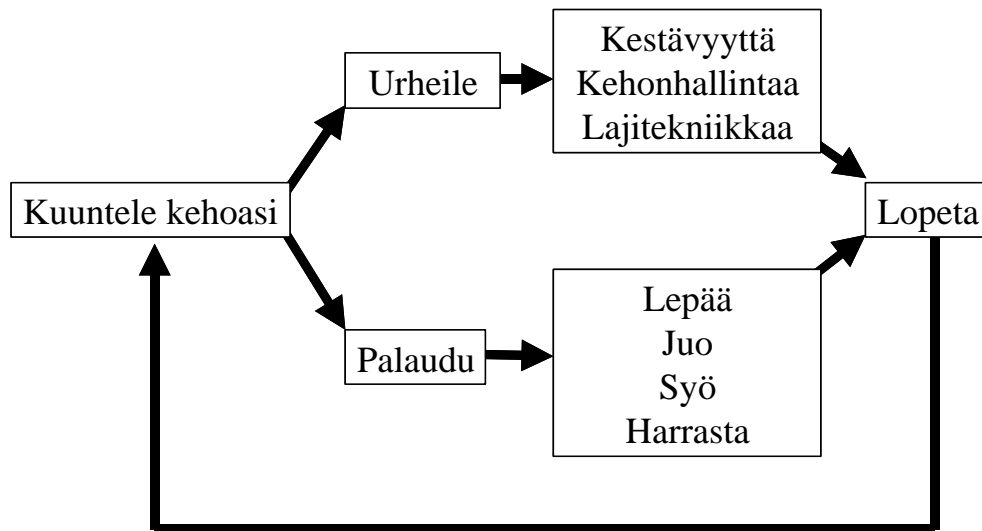 Kuuntele kehoasi
Urheile
Kestävyyttä
Kehonhallintaa
Lajitekniikkaa
Palaudu
Lepää
Juo
Syö
Harrasta
Lopeta